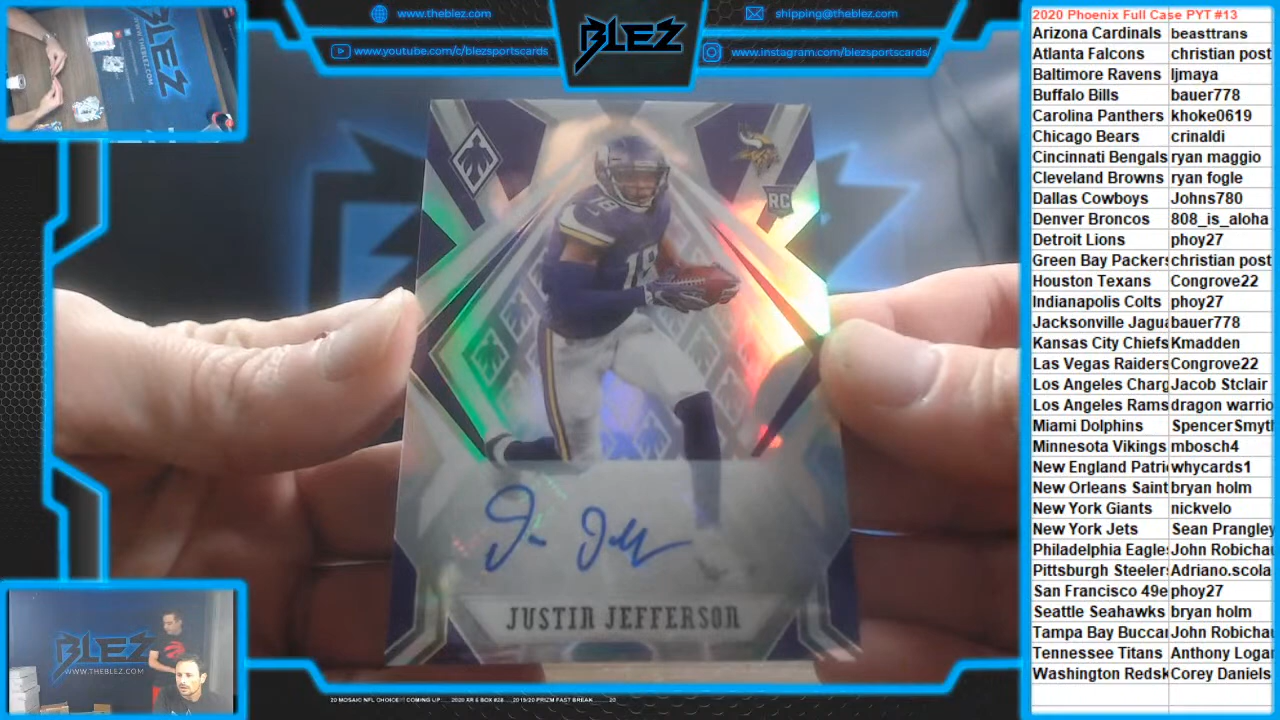 www.theblez.com
www.youtube.com/c/blezsportscards
BLEZ
shipping@theblez.com
www.instagram.com/blezsportscards/
RC
18
18
JUSTIN JEFFERSON
BLEZ
WWW.THEBLEZ.COM
2020 Phoenix Full Case PYT #13
Arizona Cardinals beasttrans
Atlanta Falcons christian post
Baltimore Ravens ljmaya
Buffalo Bills bauer778
Carolina Panthers khoke0619
Chicago Bears crinaldi
Cincinnati Bengals ryan maggio
Cleveland Browns ryan fogle
Dallas Cowboys Johns780
Denver Broncos 808_is_aloha
Detroit Lions phoy27
Green Bay Packers christian post
Houston Texans Congrove22
Indianapolis Colts phoy27
Jacksonville Jagua bauer778
Kansas City Chiefs Kmadden
Las Vegas Raiders Congrove22
Los Angeles Charg Jacob Stclair
Los Angeles Rams dragon warrio
Miami Dolphins SpencerSmyt
Minnesota Vikings mbosch4
New England Patri whycards1
New Orleans Saint bryan holm
New York Giants nickvelo
New York Jets Sean Prangley
Philadelphia Eagle John Robicha
Pittsburgh Steeler Adriano.scola
San Francisco 49e phoy27
Seattle Seahawks bryan holm
Tampa Bay Bucca John Robicha
Tennessee Titans Anthony Loga
Washington Redsk Corey Daniels